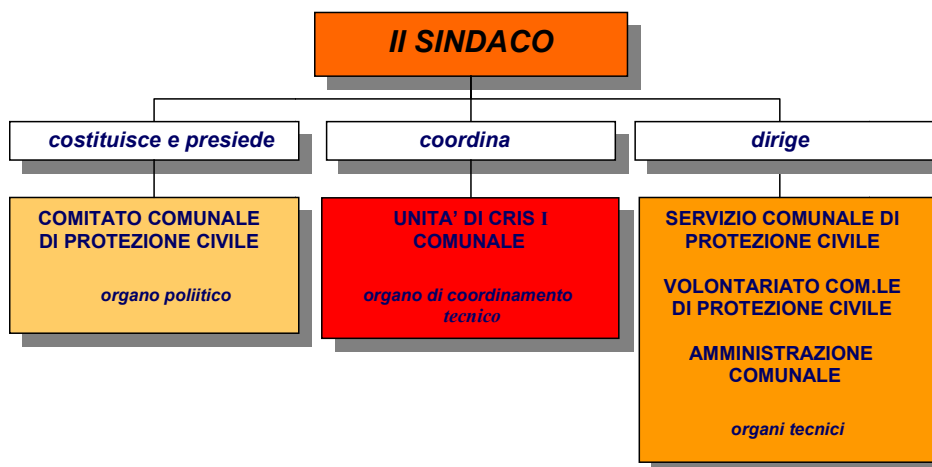 Il SINDACO
costituisce e presiede
coordina
dirige
COMITATO COMUNALE
DI PROTEZIONE CIVILE
organo poliitico
UNITA’ DI CRIS I
COMUNALE
organo di coordinamento
tecnico
SERVIZIO COMUNALE DI
PROTEZIONE CIVILE
VOLONTARIATO COM.LE
DI PROTEZIONE CIVILE
AMMINISTRAZIONE
COMUNALE
organi tecnici